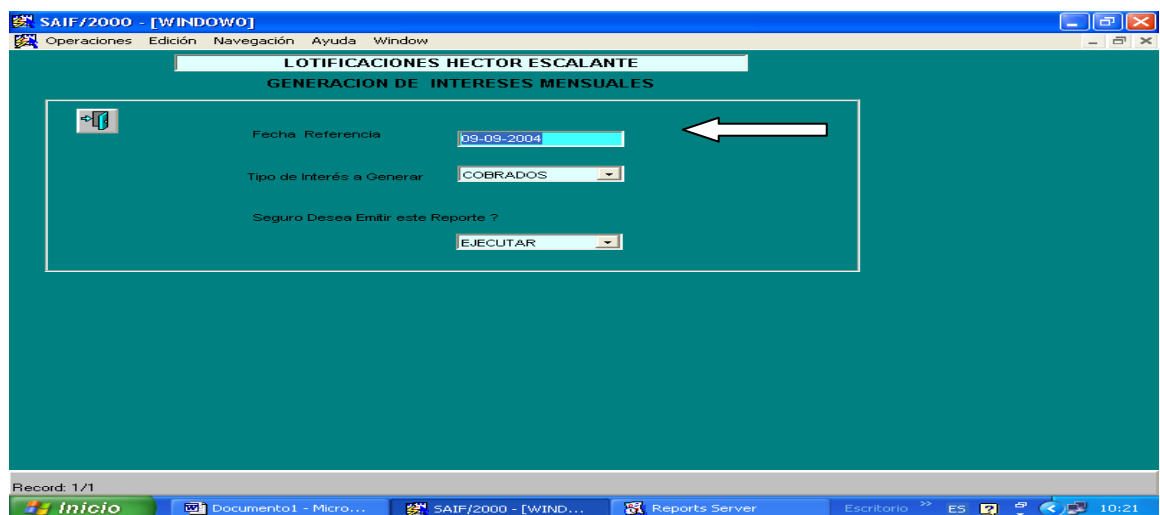 SAIF/2000 - [WINDOW0]
Operaciones Edición Navegación Ayuda Window
LOTIFICACIONES HECTOR ESCALANTE
GENERACION DE INTERESES MENSUALES
Fecha Referencia 09-09-2004
Tipo de Interés a Generar COBRADOS
Seguro Desea Emitir este Reporte ?
EJECUTAR
Record: 1/1
Inicio Documento1 - Micro... SAIF/2000 - [WIND... Reports Server Escritorio » ES 10:21